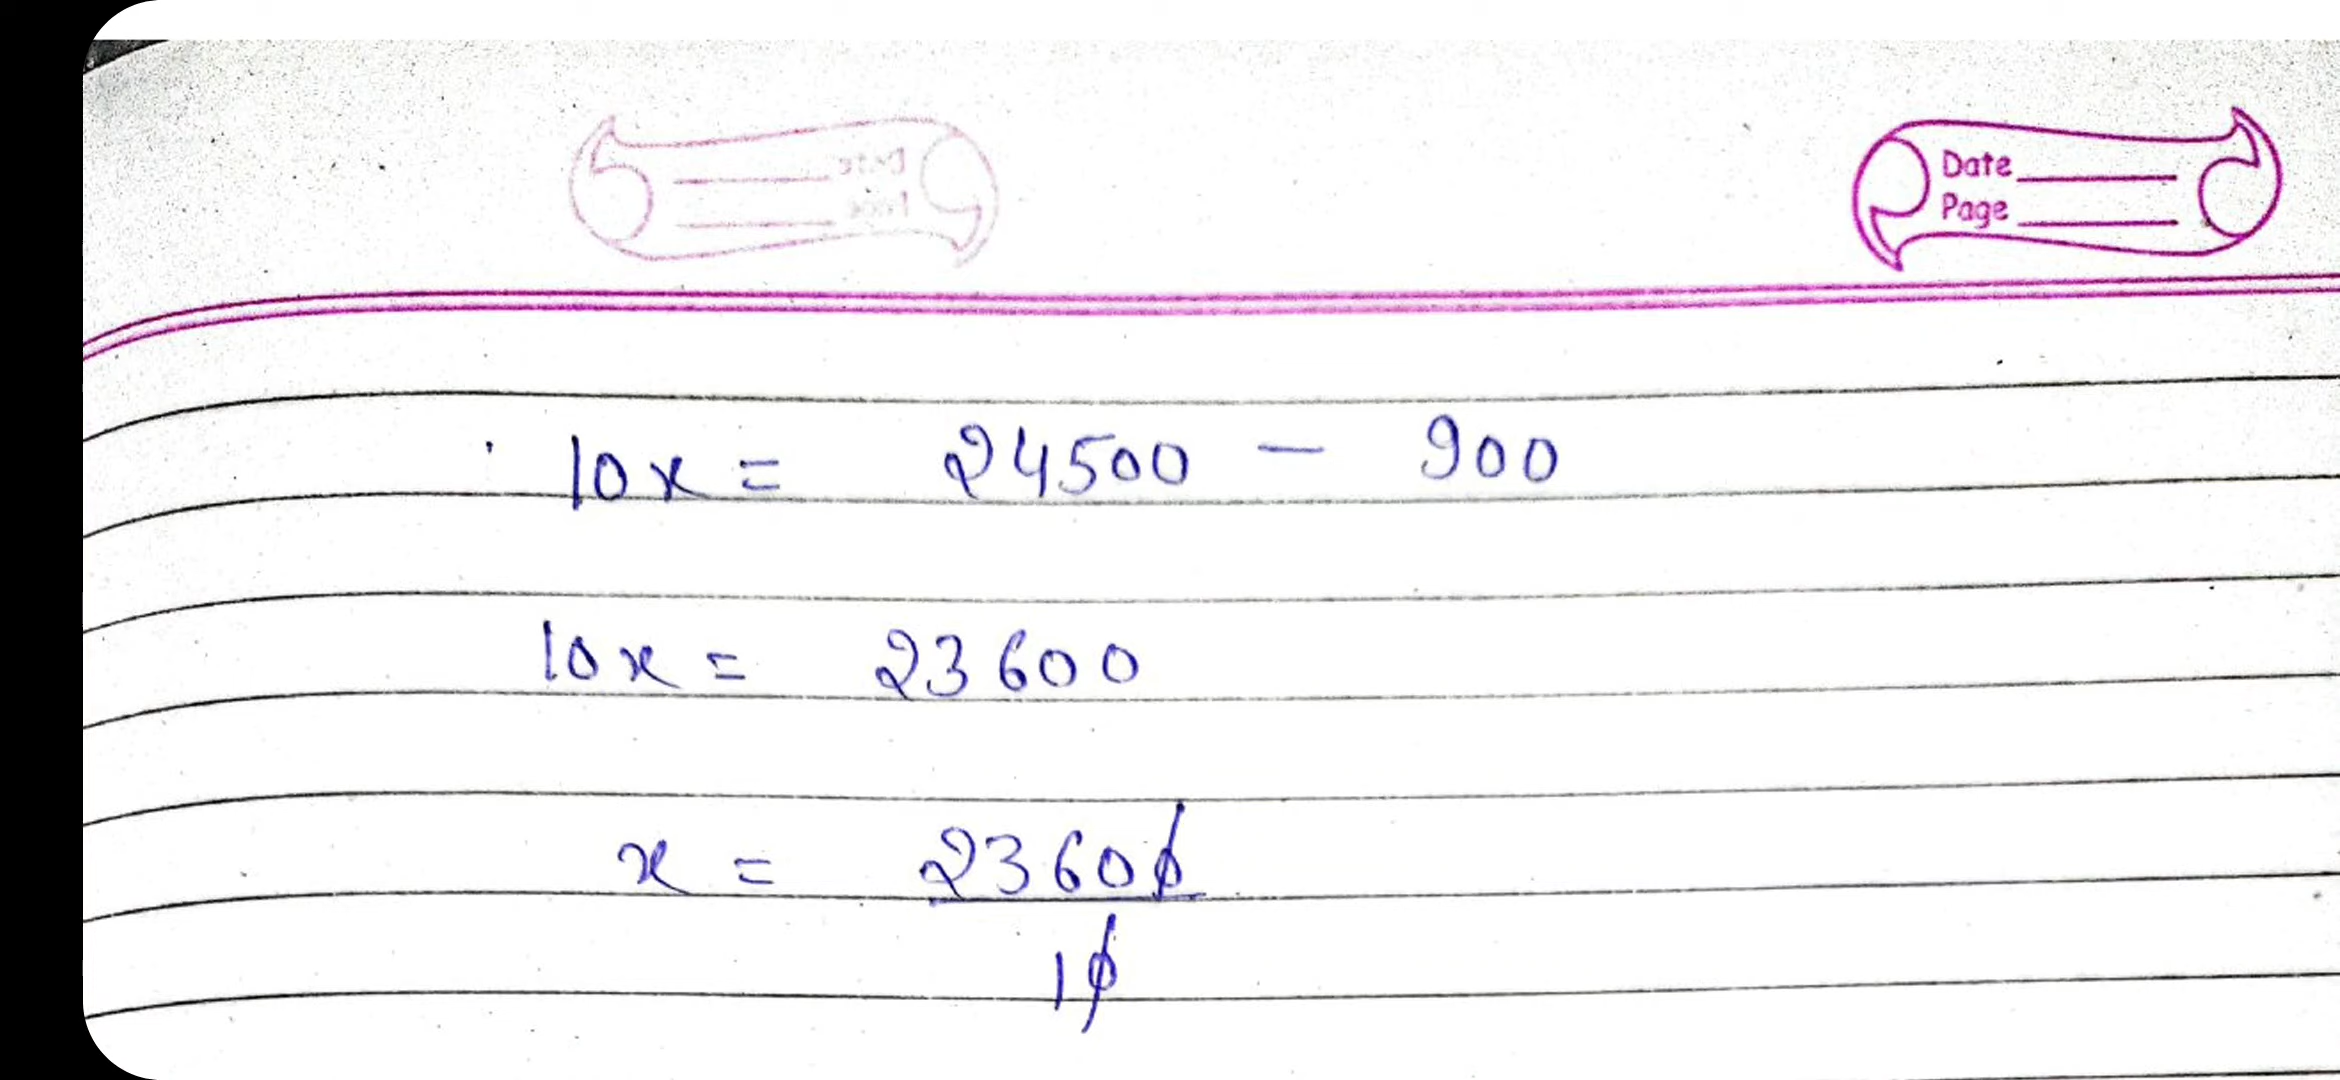 Date
Page
10x = 24500 - 900
10x = 23600
x = 23600
10